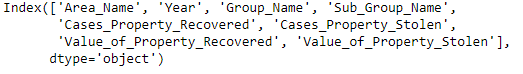 Index(['Area_Name', 'Year', 'Group_Name', 'Sub_Group_Name',
'Cases_Property_Recovered', 'Cases_Property_Stolen',
'Value_of_Property_Recovered', 'Value_of_Property_Stolen'],
dtype='object')